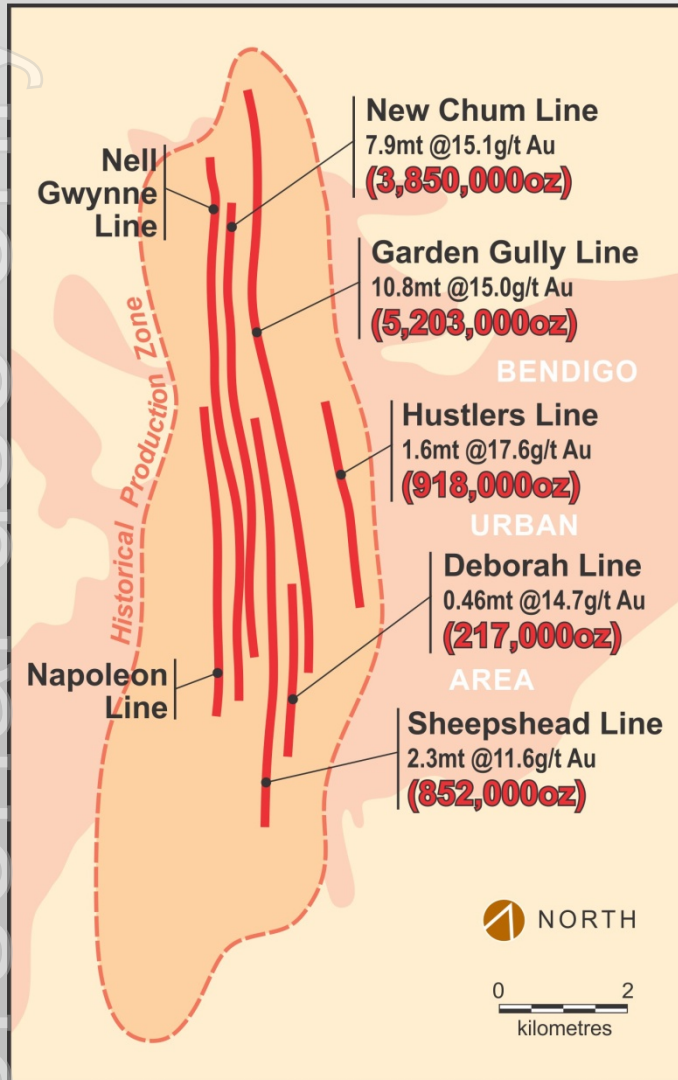 New Chum Line
7.9mt @15.1g/t Au
(3,850,000oz)
Nell
Gwynne
Line
Garden Gully Line
10.8mt @15.0g/t Au
(5,203,000oz)
Historical Production Zone
BENDIGO
Hustlers Line
1.6mt @17.6g/t Au
(918,000oz)
URBAN
Deborah Line
0.46mt @14.7g/t Au
(217,000oz)
Napoleon
Line
AREA
Sheepshead Line
2.3mt @11.6g/t Au
(852,000oz)
NORTH
0 2
kilometres